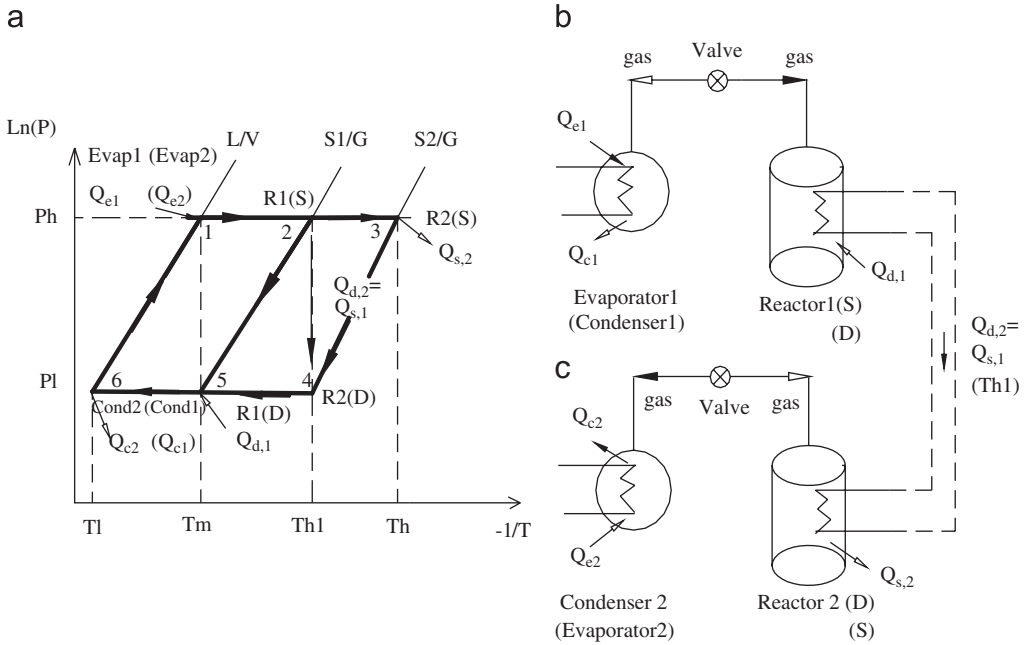 a
Ln(P)
L/V
S1/G
S2/G
Evap1 (Evap2)
Qe1
(Qe2)
R1(S)
R2(S)
Ph
1
2
3
Qs,2
Qd,2=
Qs,1
Pl
6
5
4
R2(D)
Cond2 (Cond1)
R1(D)
Qc2
(Qc1)
Qd,1
Tl
Tm
Th1
Th
-1/T
b
Valve
gas
gas
Qe1
Qc1
Qd,1
Evaporator1
(Condenser1)
Reactor1(S)
(D)
Qd,2=
Qs,1
(Th1)
c
gas
Valve
gas
Qc2
Qe2
Qs,2
Condenser 2
(Evaporator2)
Reactor 2 (D)
(S)